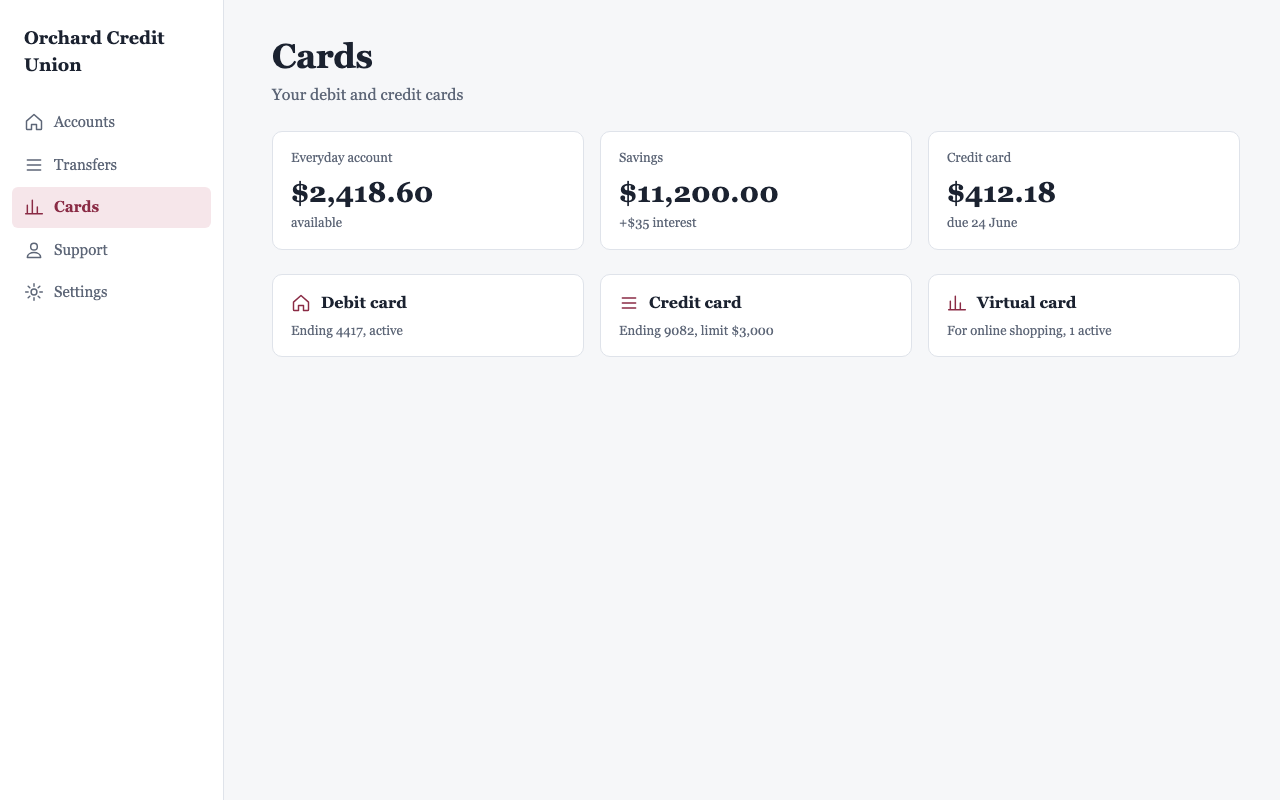 Orchard Credit
Union
Accounts
Transfers
Cards
Support
Settings
Cards
Your debit and credit cards
Everyday account
$2,418.60
available
Savings
$11,200.00
+$35 interest
Credit card
$412.18
due 24 June
Debit card
Ending 4417, active
Credit card
Ending 9082, limit $3,000
Virtual card
For online shopping, 1 active